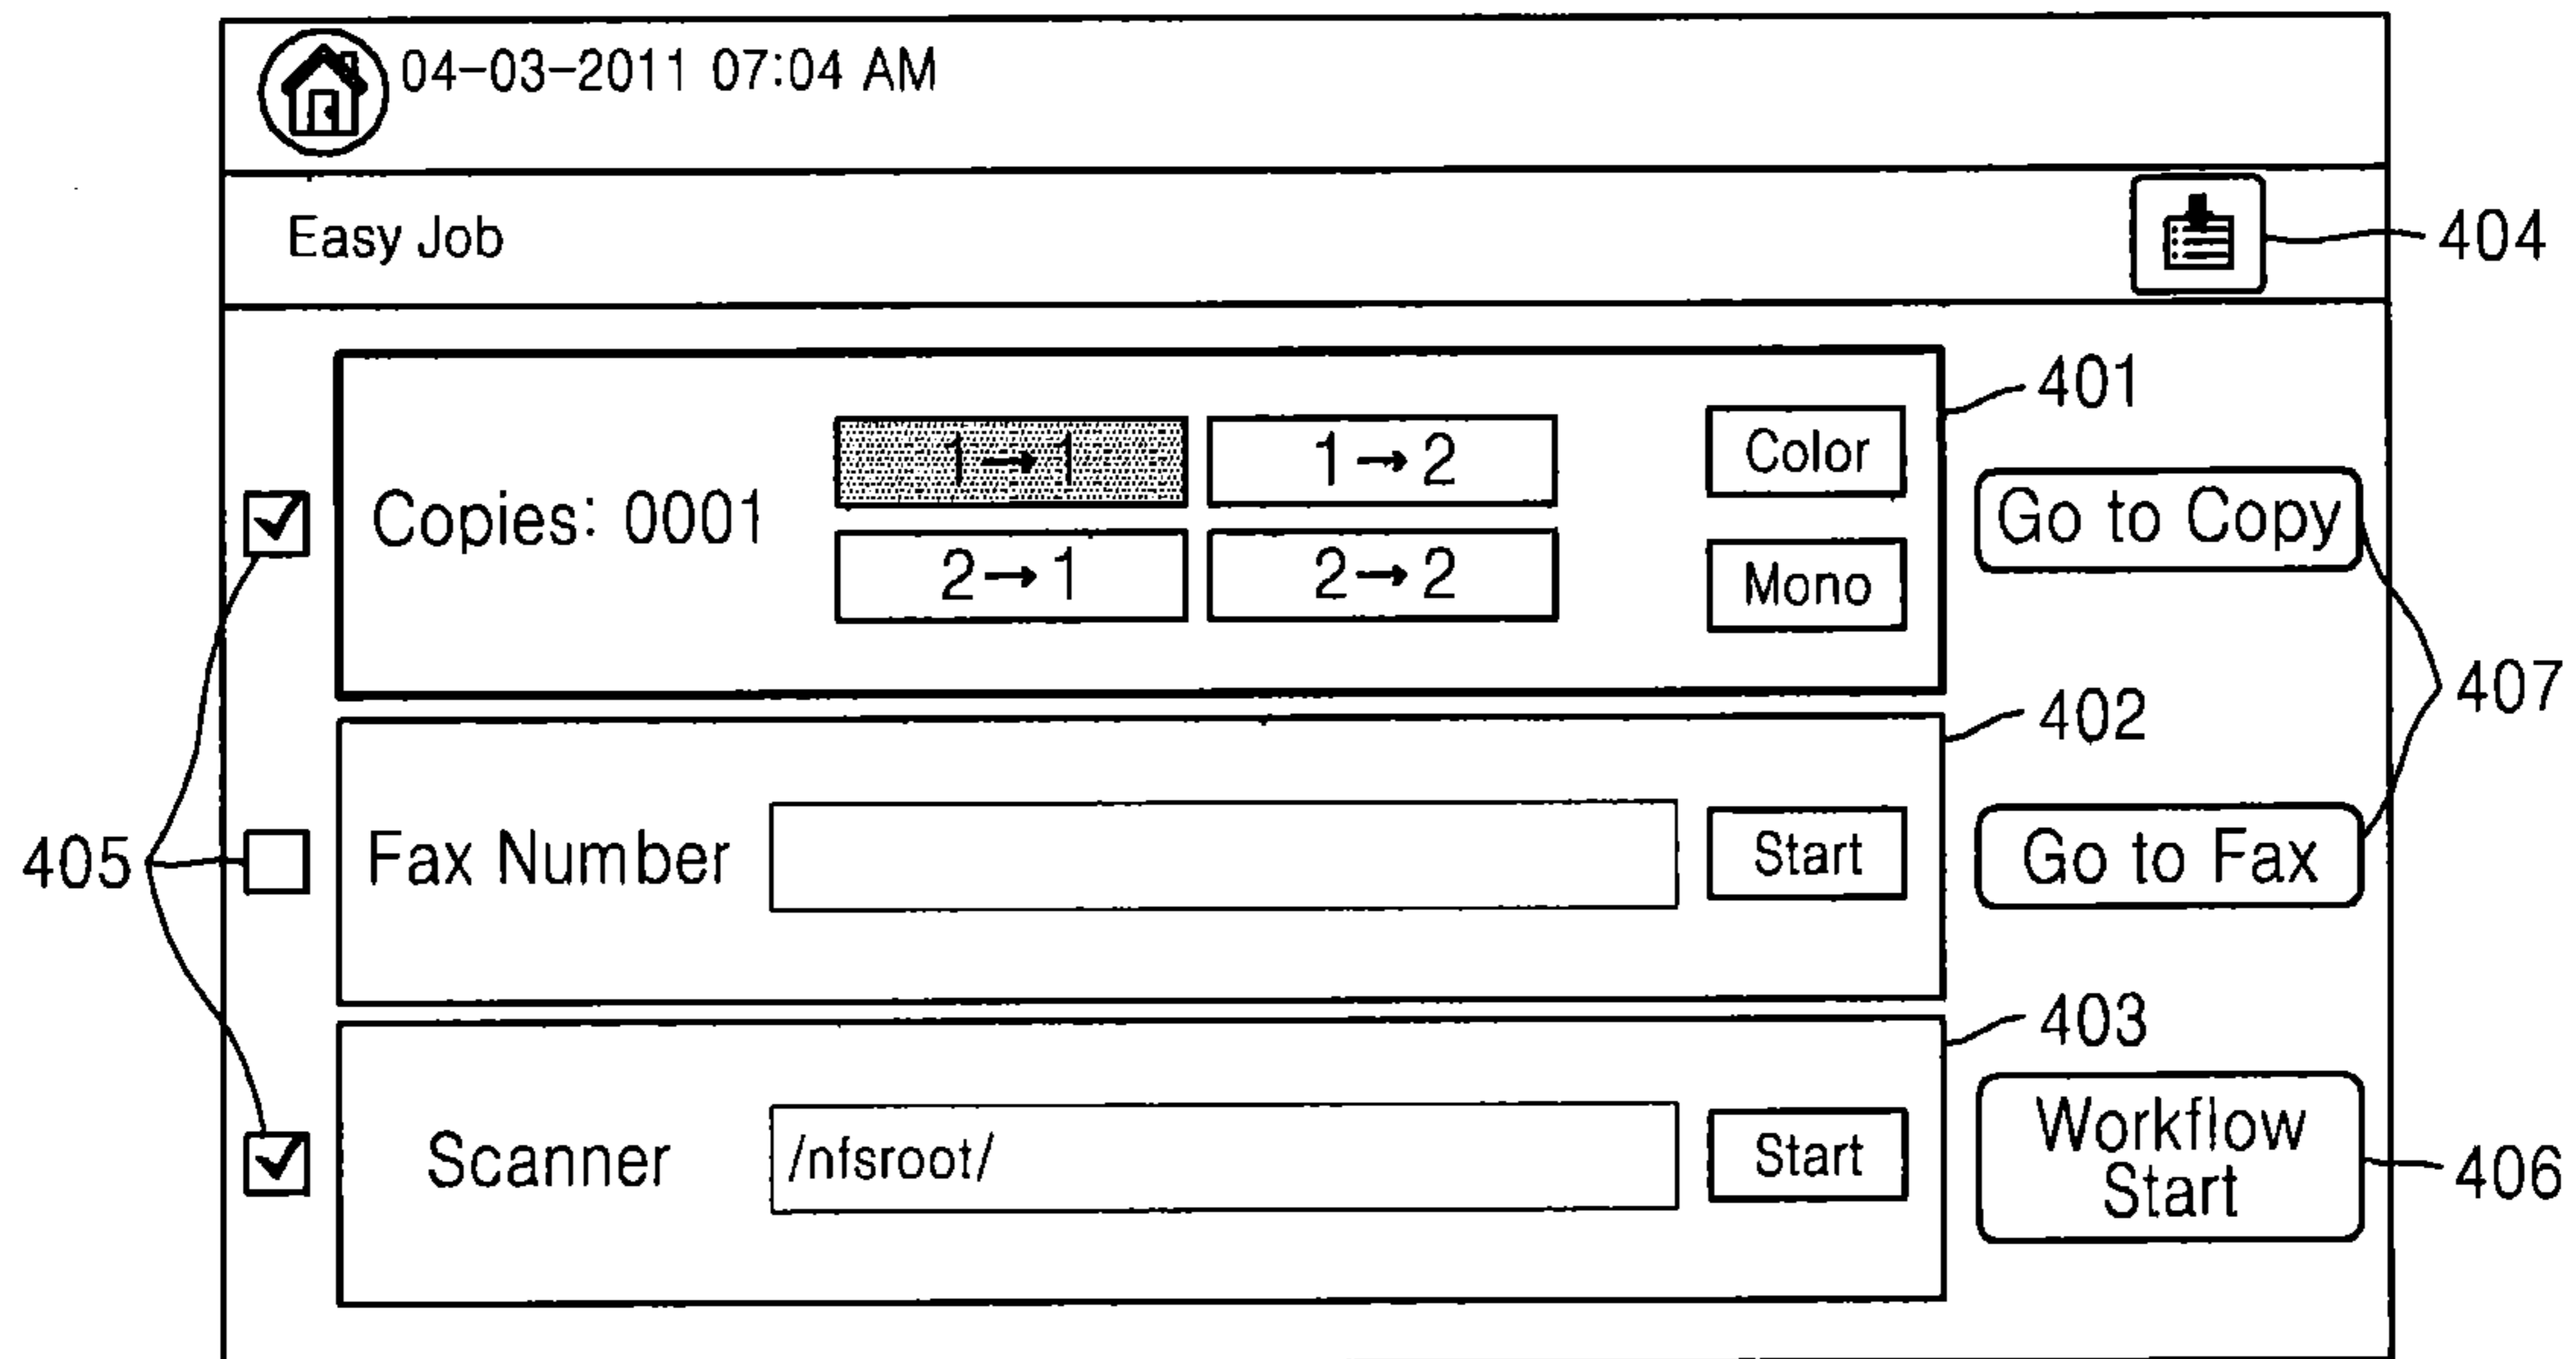 04-03-2011 07:04 AM
Easy Job
404
401
Copies: 0001
1→1
1→2
Color
2→1
2→2
Mono
Go to Copy
407
402
405
Fax Number
Start
Go to Fax
403
Scanner
/nfsroot/
Start
Workflow
Start
406